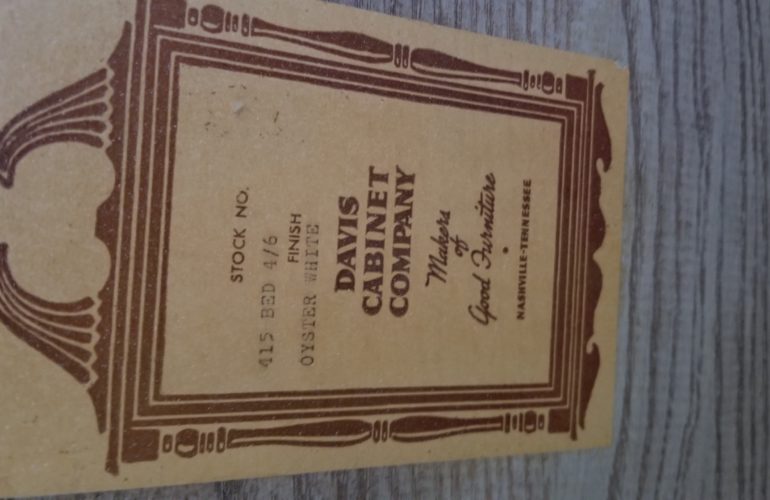 STOCK NO.
415 BED 4/6
FINISH
OYSTER WHITE
DAVIS
CABINET
COMPANY
Makers
of
Good Furniture
•
NASHVILLE-TENNESSEE